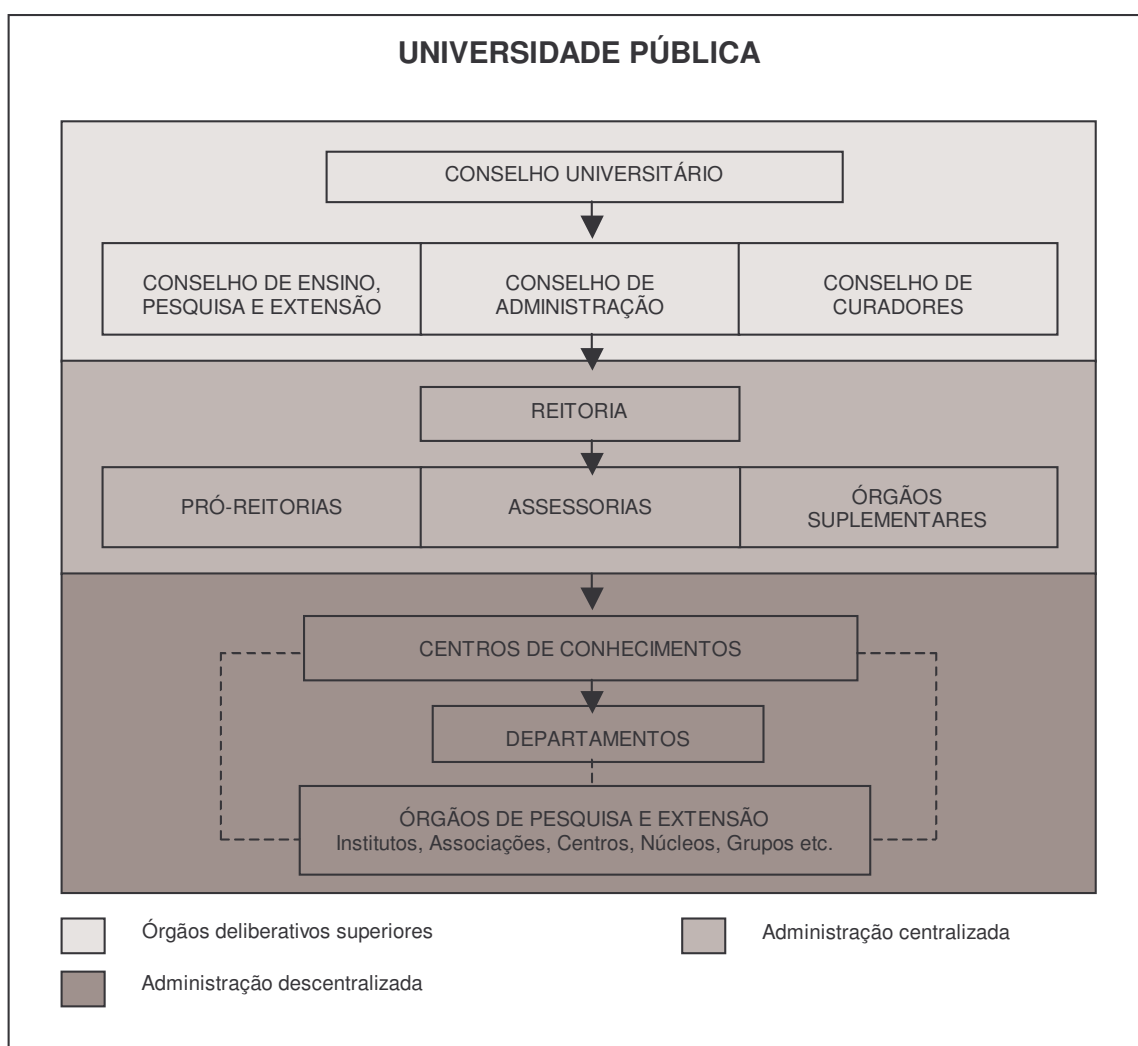 UNIVERSIDADE PÚBLICA
CONSELHO UNIVERSITÁRIO
CONSELHO DE ENSINO,
PESQUISA E EXTENSÃO
CONSELHO DE
ADMINISTRAÇÃO
CONSELHO DE
CURADORES
REITORIA
PRÓ-REITORIAS
ASSESSORIAS
ÓRGÃOS
SUPLEMENTARES
CENTROS DE CONHECIMENTOS
DEPARTAMENTOS
ÓRGÃOS DE PESQUISA E EXTENSÃO
Institutos, Associações, Centros, Núcleos, Grupos etc.
Órgãos deliberativos superiores
Administração centralizada
Administração descentralizada